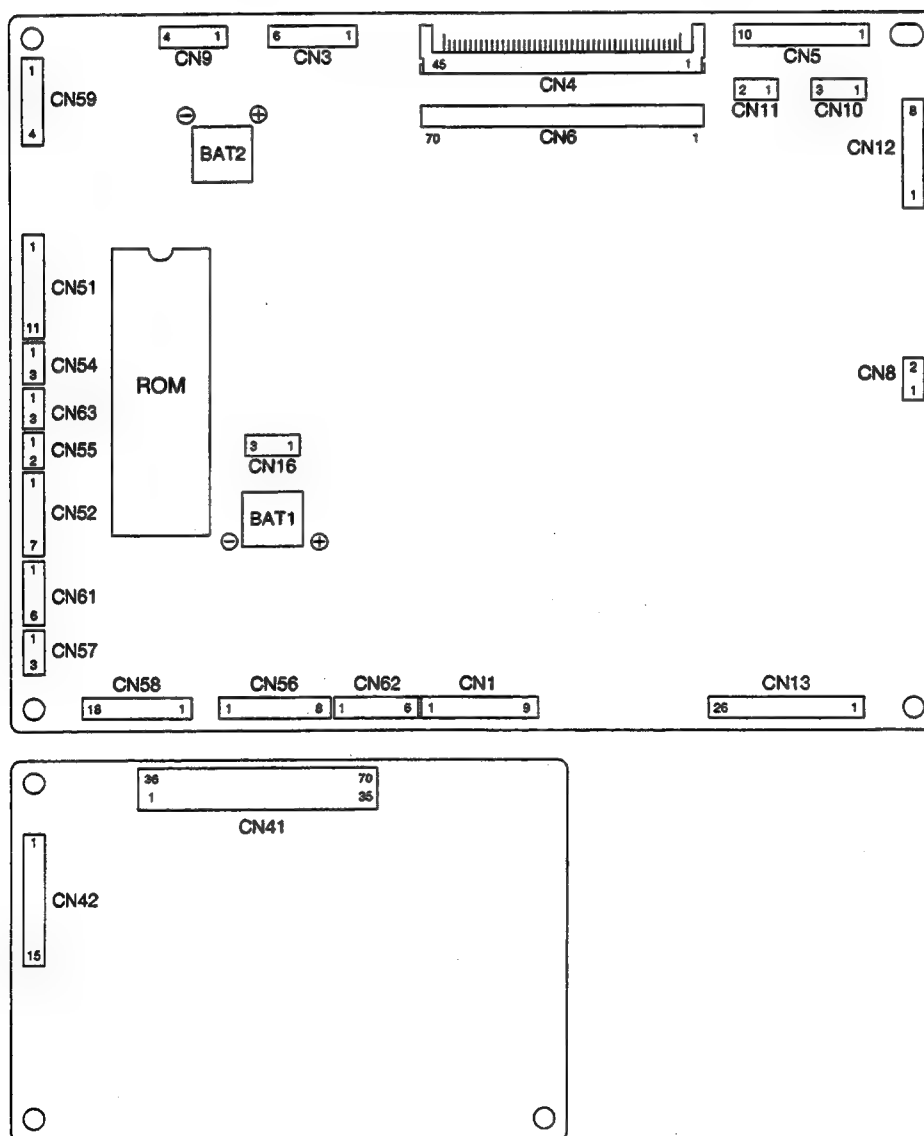 4 1
CN9
6 1
CN3
45 1
CN4
10 1
CN5
2 1
CN11
3 1
CN10
70 1
CN6
1
4
CN59
⊖ ⊕
BAT2
8
1
CN12
1
11
CN51
1
3
CN54
1
3
CN63
1
2
CN55
1
7
CN52
1
6
CN61
1
3
CN57
ROM
3 1
CN16
BAT1
⊖ ⊕
2
1
CN8
CN58
18 1
CN56
1 8
CN62
1 6
CN1
1 9
CN13
26 1
36 70
1 35
CN41
1
15
CN42